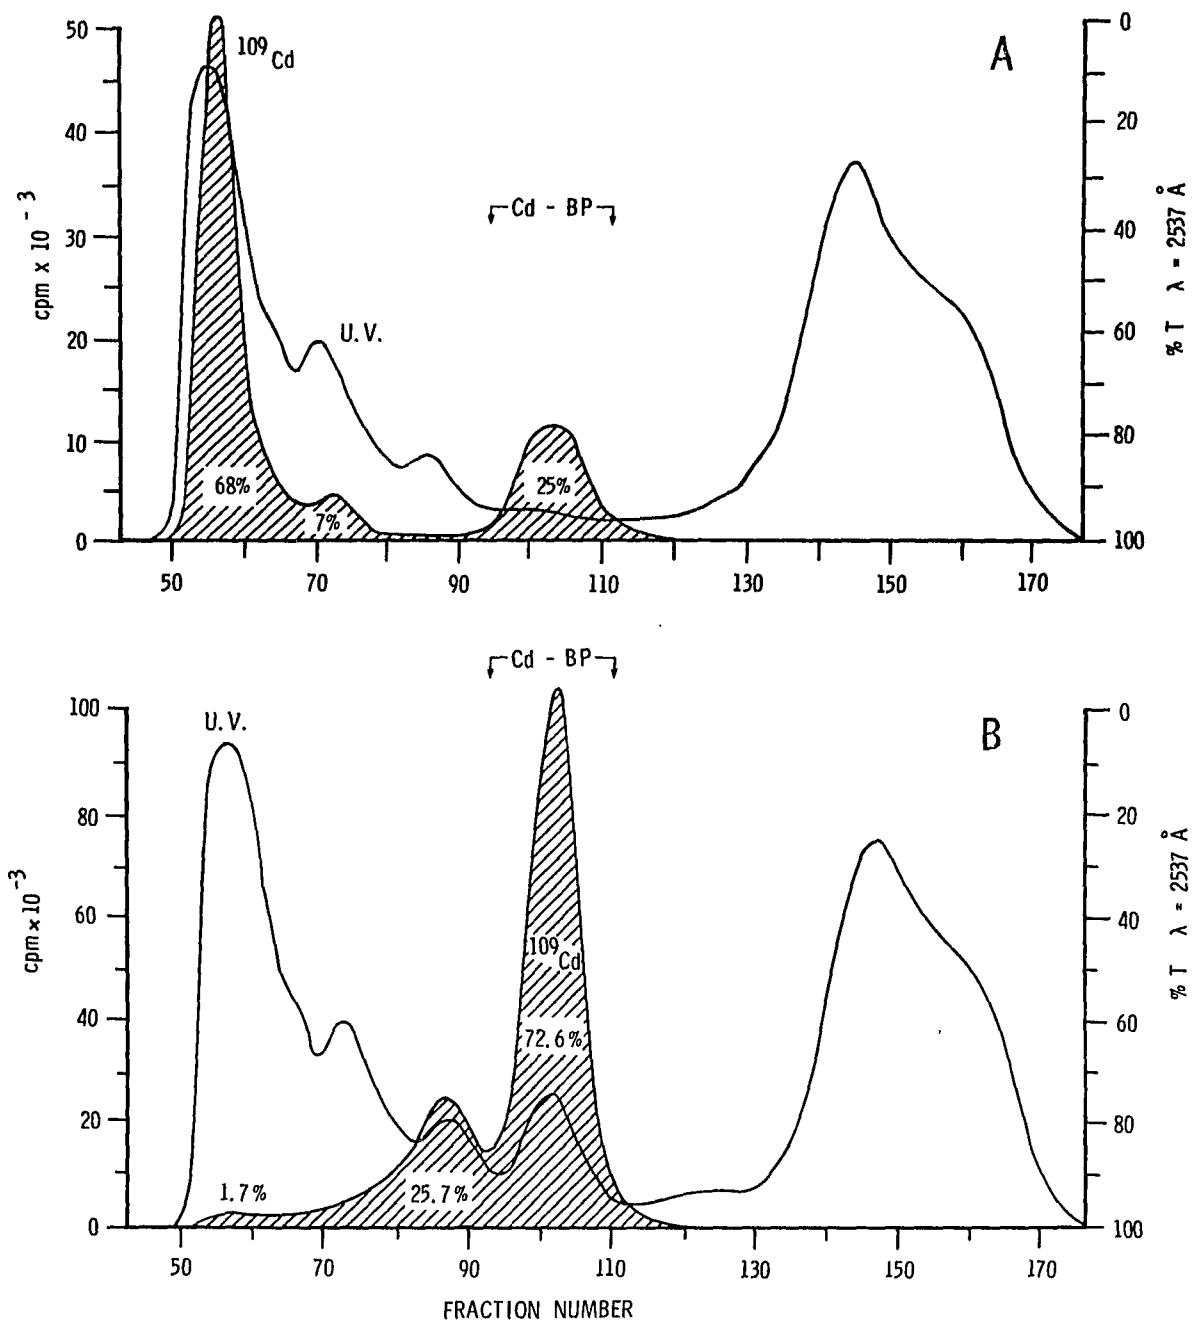 A
50
40
30
20
10
0
cpm x 10 - 3
109Cd
U.V.
Cd - BP
68%
7%
25%
0
20
40
60
80
100
% T λ = 2537 Å
50 70 90 110 130 150 170
B
Cd - BP
100
80
60
40
20
0
cpm x 10-3
U.V.
109Cd
72.6%
1.7%
25.7%
0
20
40
60
80
100
% T λ = 2537 Å
50 70 90 110 130 150 170
FRACTION NUMBER